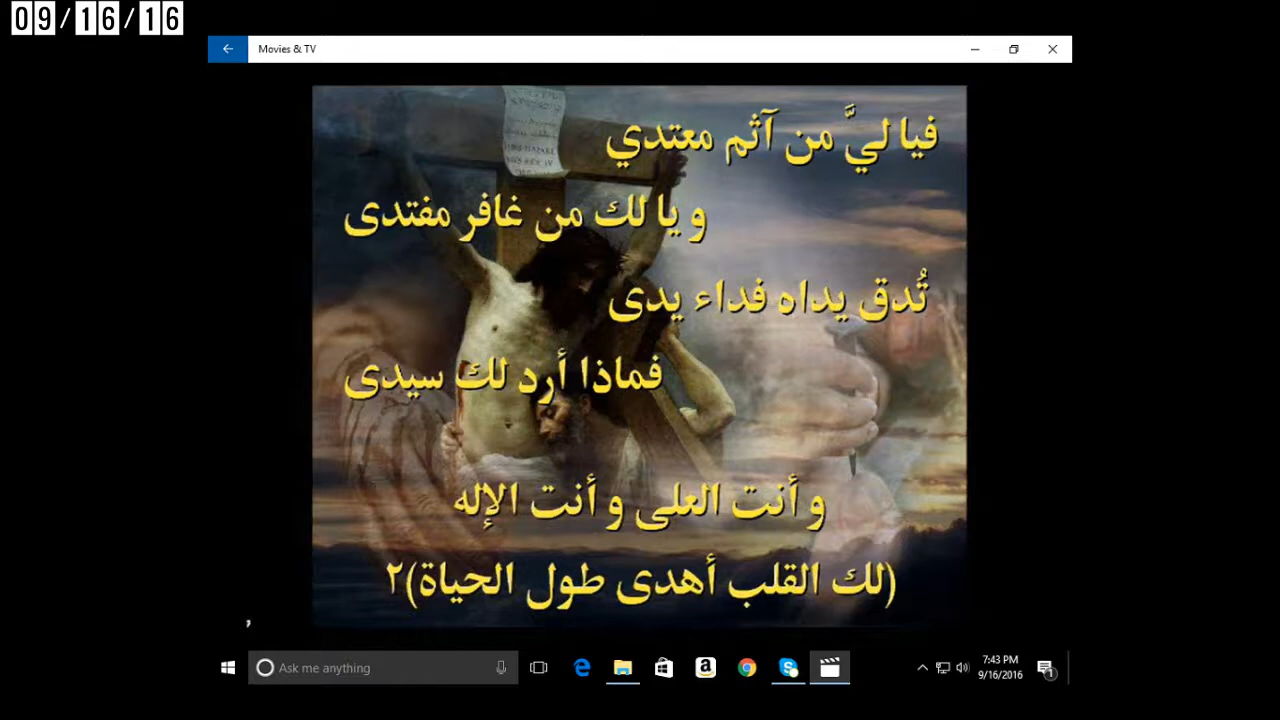 09/16/16
Movies & TV
فيا ليَّ من آثم معتدي
و يا لك من غافر مفتدى
تُدق يداه فداء يدى
فماذا أرد لك سيدى
و أنت العلى و أنت الإله
(لك القلب أهدى طول الحياة)٢
Ask me anything
7:43 PM
9/16/2016